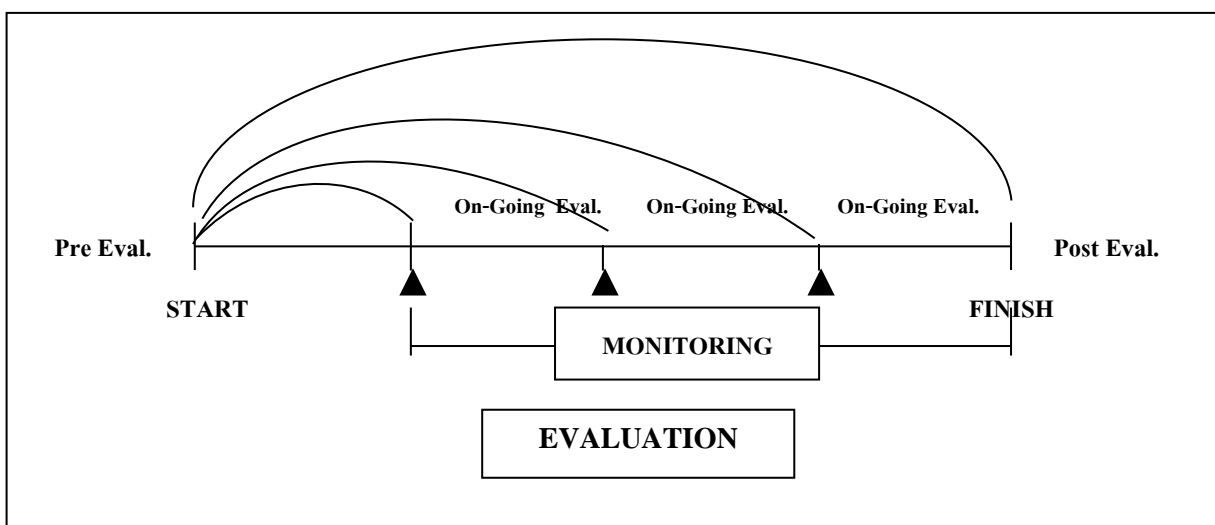 On-Going Eval. On-Going Eval. On-Going Eval.
Pre Eval. Post Eval.
START FINISH
MONITORING
EVALUATION